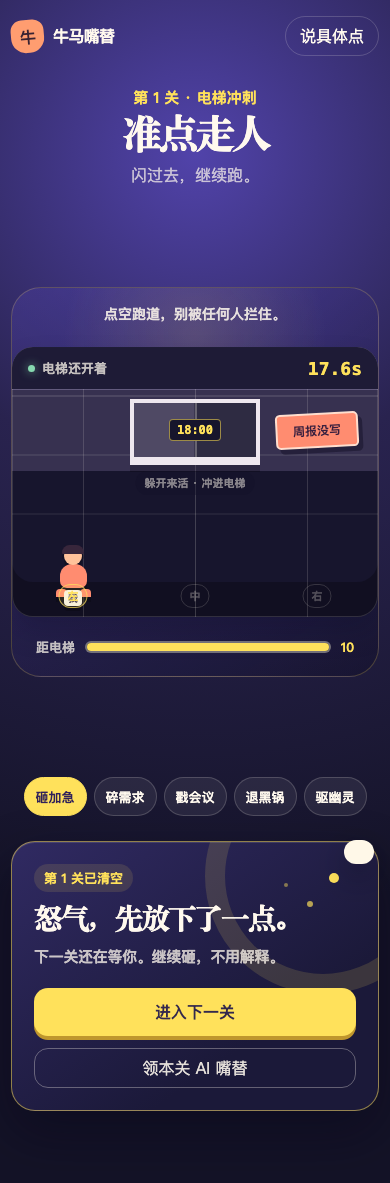 牛 牛马嘴替 说具体点
第 1 关 · 电梯冲刺
准点走人
闪过去，继续跑。
点空跑道，别被任何人拦住。
电梯还开着 17.6s
18:00 周报没写
躲开来活 · 冲进电梯
中 右
距电梯 10
砸加急 碎需求 戳会议 退黑锅 驱幽灵
第 1 关已清空
怒气，先放下了一点。
下一关还在等你。继续砸，不用解释。
进入下一关
领本关 AI 嘴替